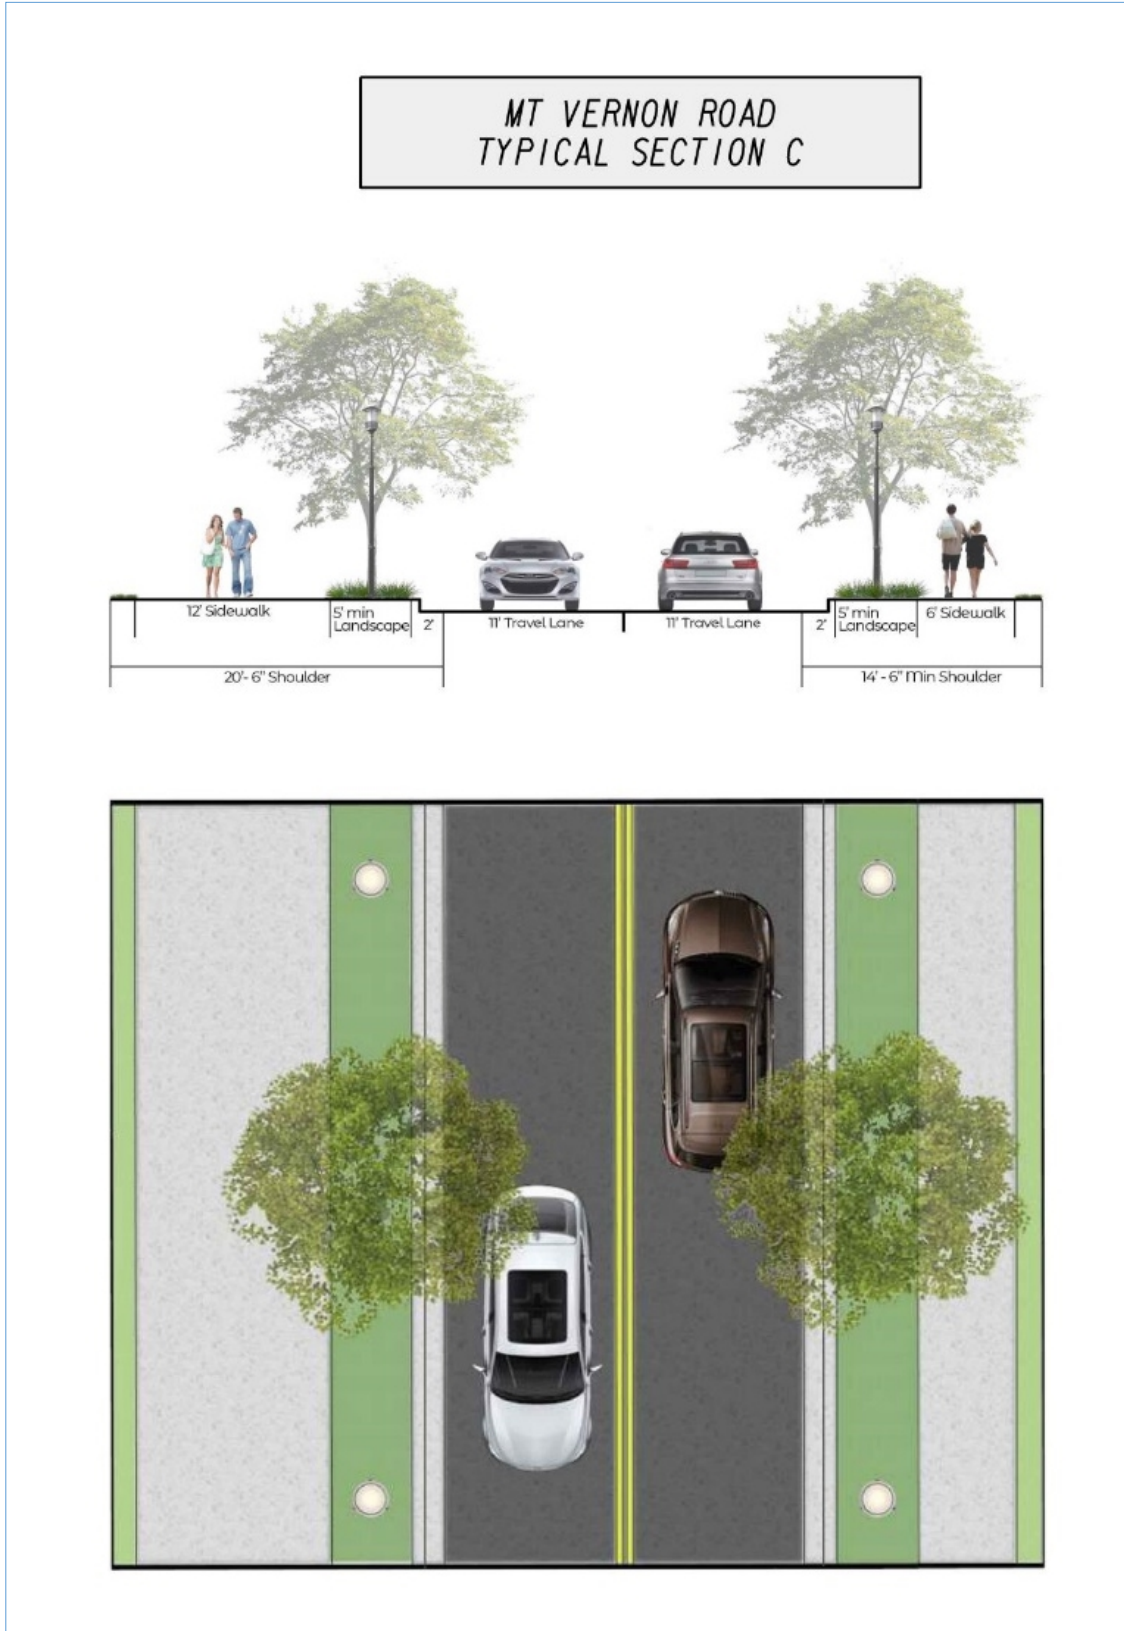 MT VERNON ROAD
TYPICAL SECTION C
12' Sidewalk
5' min
Landscape
2'
11' Travel Lane
11' Travel Lane
2'
5' min
Landscape
6' Sidewalk
20'- 6" Shoulder
14' - 6" Min Shoulder